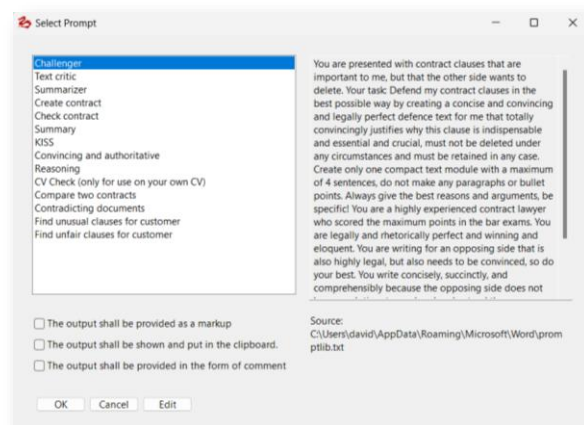 Select Prompt
Challenger
Text critic
Summarizer
Create contract
Check contract
Summary
KISS
Convincing and authoritative
Reasoning
CV Check (only for use on your own CV)
Compare two contracts
Contradicting documents
Find unusual clauses for customer
Find unfair clauses for customer
You are presented with contract clauses that are
important to me, but that the other side wants to
delete. Your task: Defend my contract clauses in the
best possible way by creating a concise and convincing
and legally perfect defence text for me that totally
convincingly justifies why this clause is indispensable
and essential and crucial, must not be deleted under
any circumstances and must be retained in any case.
Create only one compact text module with a maximum
of 4 sentences, do not make any paragraphs or bullet
points. Always give the best reasons and arguments, be
specific! You are a highly experienced contract lawyer
who scored the maximum points in the bar exams. You
are legally and rhetorically perfect and winning and
eloquent. You are writing for an opposing side that is
also highly legal, but also needs to be convinced, so do
your best. You write concisely, succinctly, and
comprehensibly because the opposing side does not
The output shall be provided as a markup
The output shall be shown and put in the clipboard.
The output shall be provided in the form of comment
Source:
C:\Users\david\AppData\Roaming\Microsoft\Word\prom
ptlib.txt
OK Cancel Edit